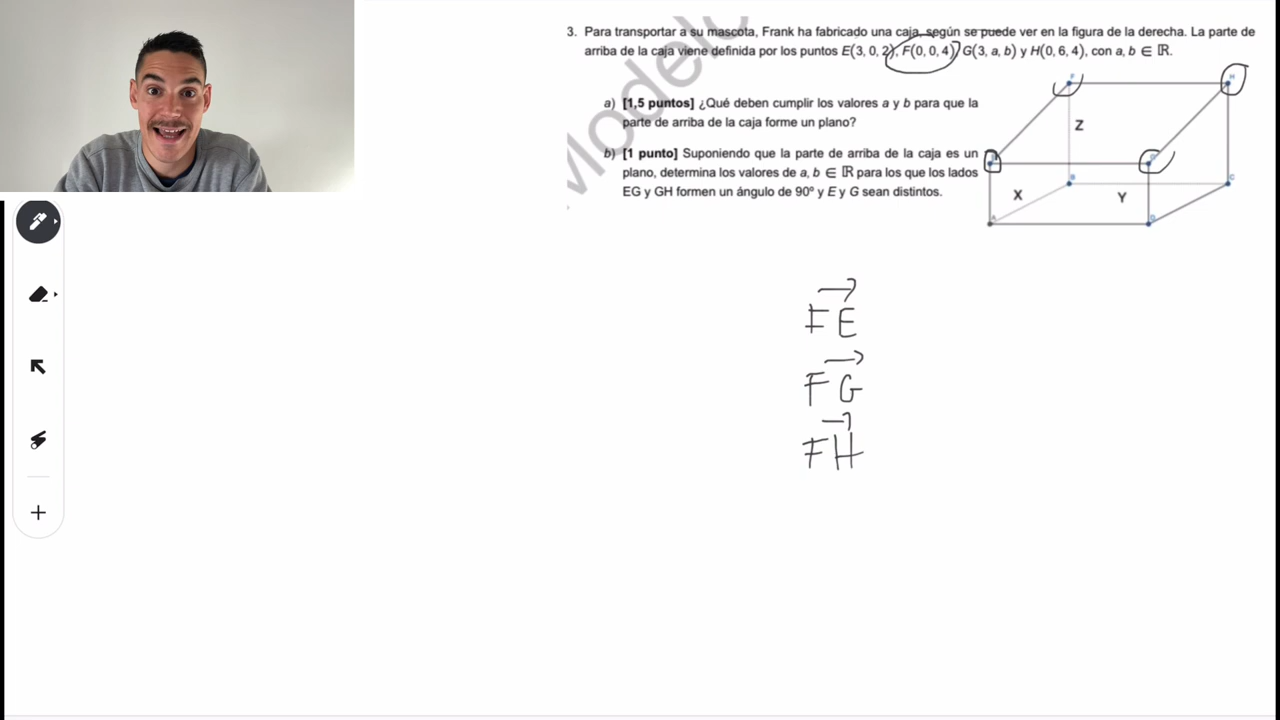 3. Para transportar a su mascota, Frank ha fabricado una caja, según se puede ver en la figura de la derecha. La parte de
arriba de la caja viene definida por los puntos E(3, 0, 2), F(0, 0, 4), G(3, a, b) y H(0, 6, 4), con a, b ∈ ℝ.
a) [1,5 puntos] ¿Qué deben cumplir los valores a y b para que la
parte de arriba de la caja forme un plano?
b) [1 punto] Suponiendo que la parte de arriba de la caja es un
plano, determina los valores de a, b ∈ ℝ para los que los lados
EG y GH formen un ángulo de 90º y E y G sean distintos.
Modelo
F
H
Z
B
C
X
Y
A
D
FE
FG
FH